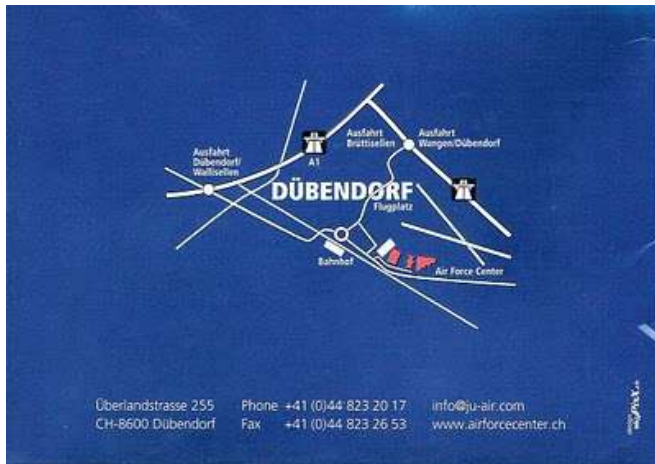 Ausfahrt
Dübendorf/
Wallisellen
A1
Ausfahrt
Brüttisellen
Ausfahrt
Wangen/Dübendorf
DÜBENDORF
Flugplatz
Bahnhof
Air Force Center
Überlandstrasse 255 Phone +41 (0)44 823 20 17 info@ju-air.com
CH-8600 Dübendorf Fax +41 (0)44 823 26 53 www.airforcecenter.ch